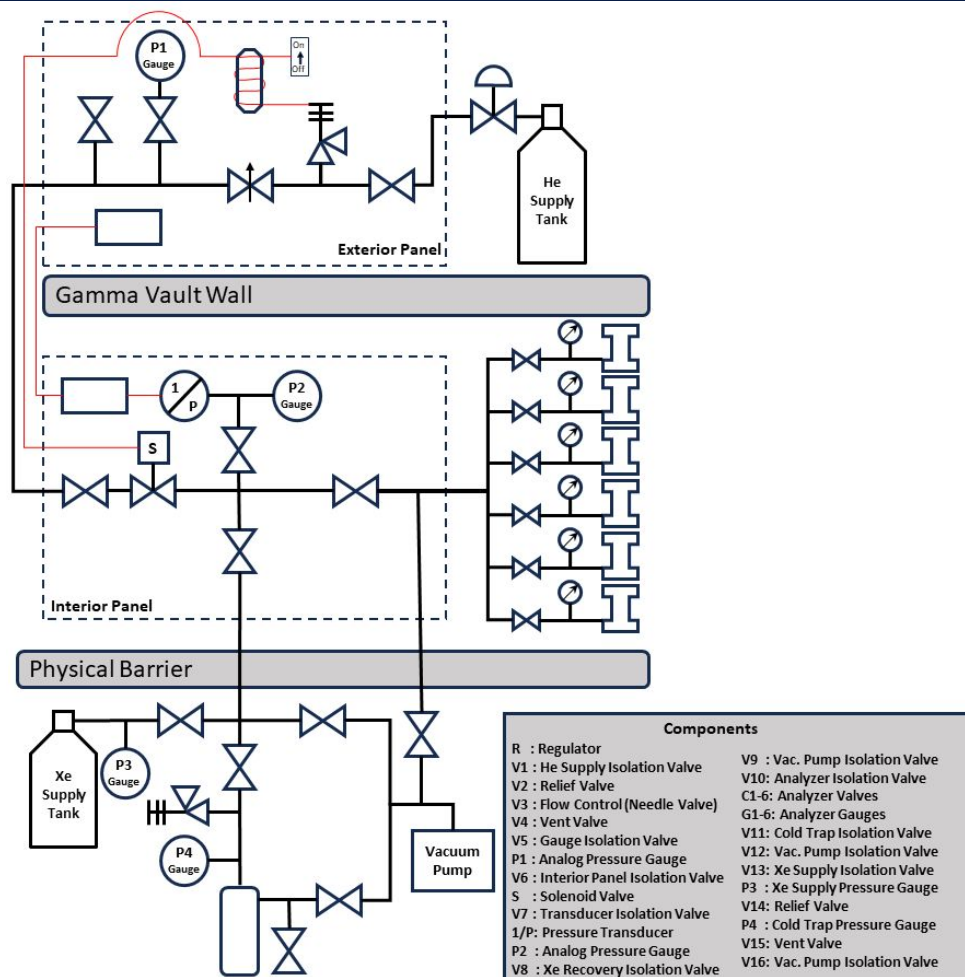 On
Off
P1
Gauge
He
Supply
Tank
Exterior Panel
Gamma Vault Wall
1
P
P2
Gauge
S
Interior Panel
Physical Barrier
Xe
Supply
Tank
P3
Gauge
P4
Gauge
Vacuum
Pump
Components
R : Regulator
V1 : He Supply Isolation Valve
V2 : Relief Valve
V3 : Flow Control (Needle Valve)
V4 : Vent Valve
V5 : Gauge Isolation Valve
P1 : Analog Pressure Gauge
V6 : Interior Panel Isolation Valve
S : Solenoid Valve
V7 : Transducer Isolation Valve
1/P: Pressure Transducer
P2 : Analog Pressure Gauge
V8 : Xe Recovery Isolation Valve
V9 : Vac. Pump Isolation Valve
V10: Analyzer Isolation Valve
C1-6: Analyzer Valves
G1-6: Analyzer Gauges
V11: Cold Trap Isolation Valve
V12: Vac. Pump Isolation Valve
V13: Xe Supply Isolation Valve
P3 : Xe Supply Pressure Gauge
V14: Relief Valve
P4 : Cold Trap Pressure Gauge
V15: Vent Valve
V16: Vac. Pump Isolation Valve